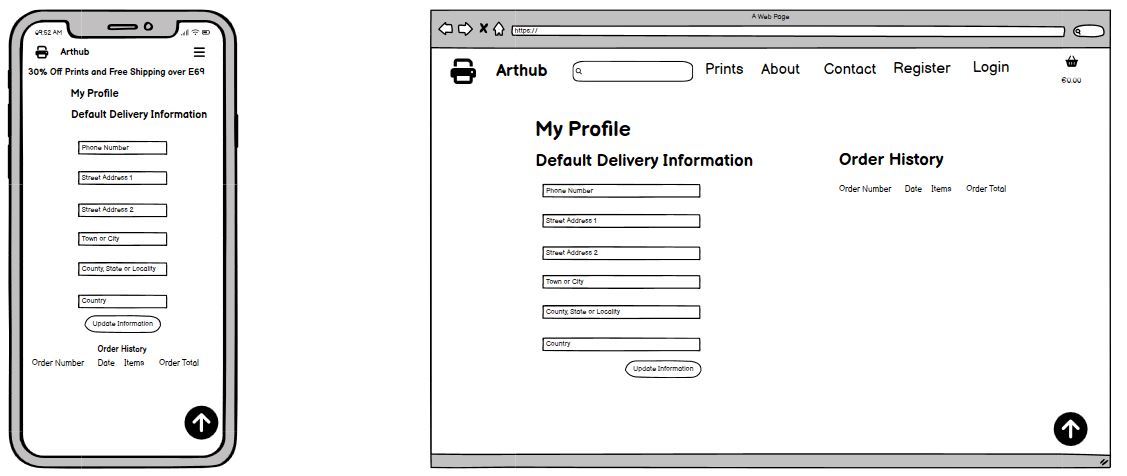 09:52 AM
Arthub
30% Off Prints and Free Shipping over £69
My Profile
Default Delivery Information
Phone Number
Street Address 1
Street Address 2
Town or City
County, State or Locality
Country
Update Information
Order History
Order Number Date Items Order Total
A Web Page
https://
Arthub Prints About Contact Register Login
€0.00
My Profile
Default Delivery Information
Phone Number
Street Address 1
Street Address 2
Town or City
County, State or Locality
Country
Update Information
Order History
Order Number Date Items Order Total